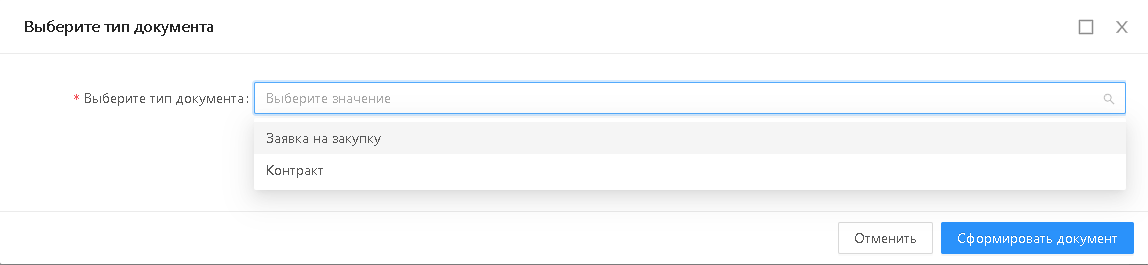 Выберите тип документа
* Выберите тип документа: Выберите значение
Заявка на закупку
Контракт
Отменить Сформировать документ